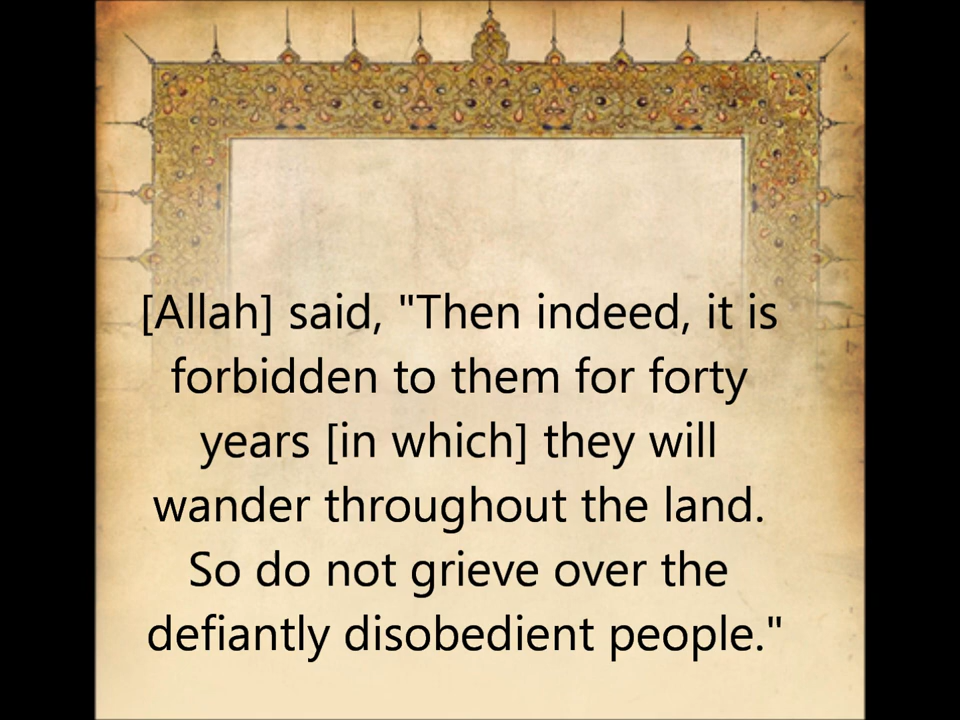 [Allah] said, "Then indeed, it is
forbidden to them for forty
years [in which] they will
wander throughout the land.
So do not grieve over the
defiantly disobedient people."